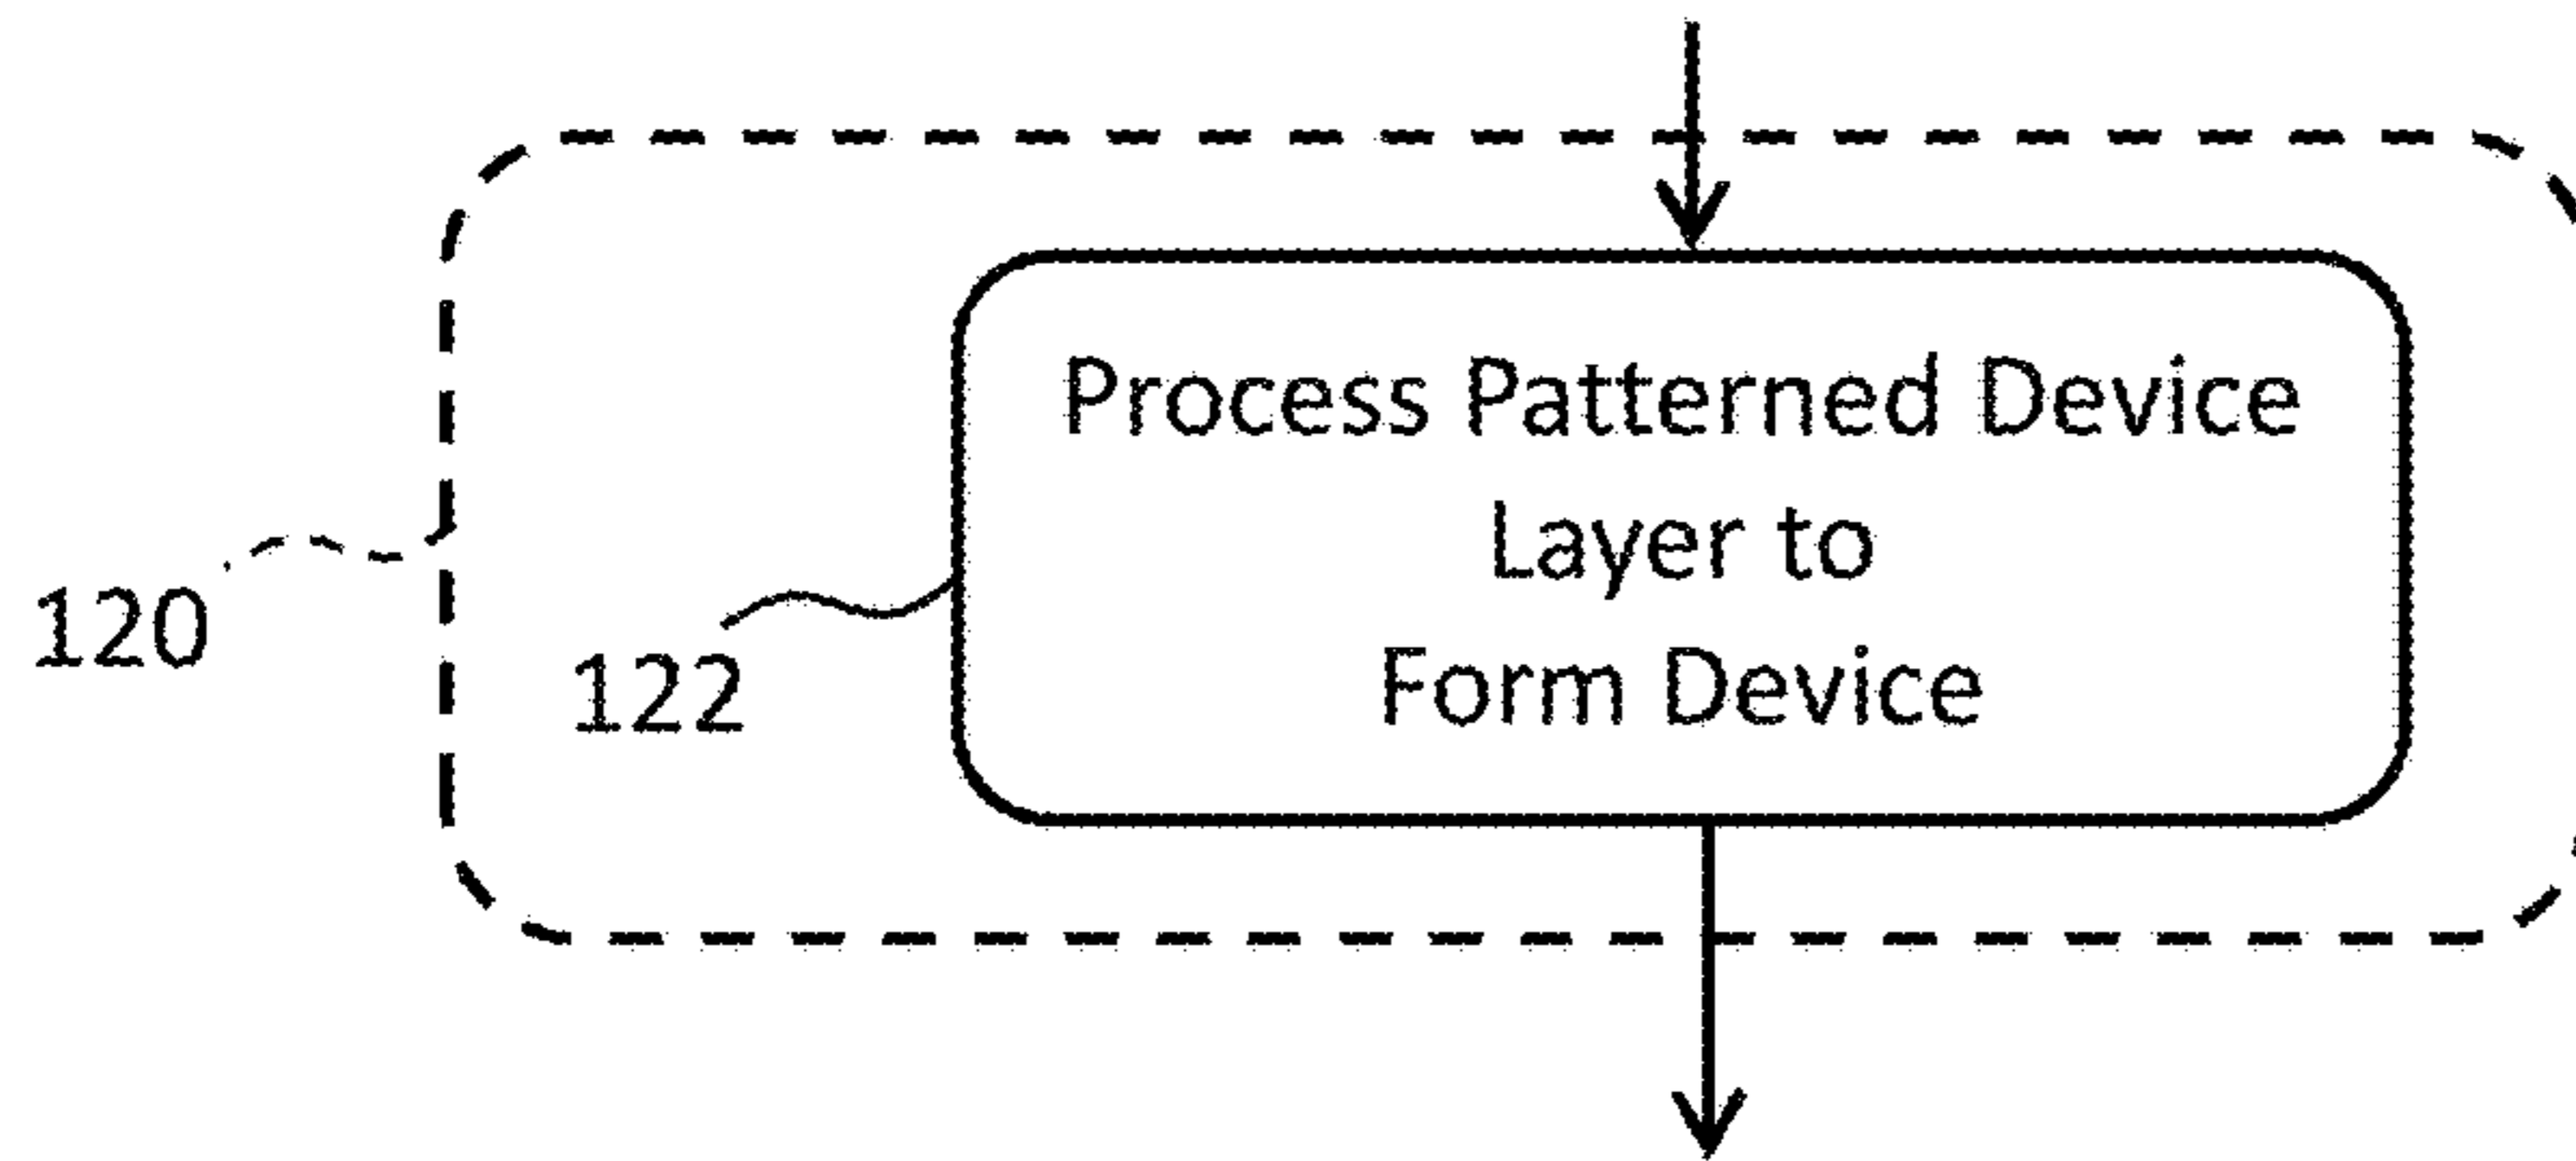 Process Patterned Device
Layer to
Form Device
120
122